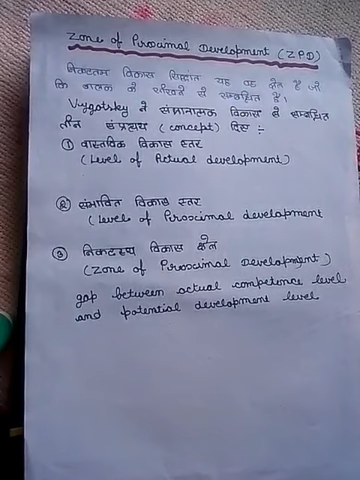 Zone of Proximal Development (ZPD)
निकटतम विकास सिद्धांत यह वह क्षेत्र है जो
कि बालक के सीखने से सम्बन्धित है।
Vygotsky ने संज्ञानात्मक विकास से सम्बंधित
तीन संप्रत्यय (concept) दिए :-
① वास्तविक विकास स्तर
(Level of Actual development)
② संभावित विकास स्तर
(Level of Proximal development
③ निकटस्थ विकास क्षेत्र
(Zone of Proximal Development)
gap between actual competence level
and potential development level